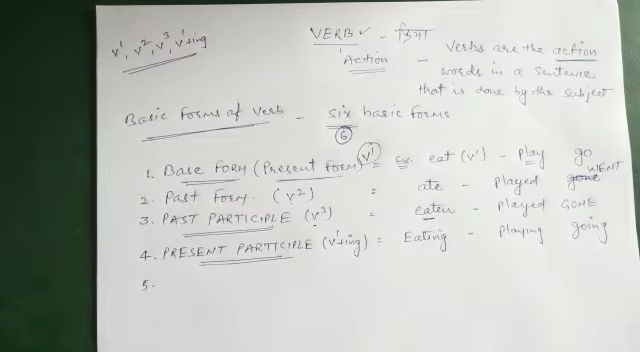 V¹, V², V³, V¹+ing
VERB ✓ - क्रिया
Action - Verbs are the action
words in a sentence
that is done by the subject
Basic Forms of Verb - six basic forms
6
1. BASE FORM (Present Form) V¹ = Ex. eat (V¹) - play go
2. Past Form. (V²) = ate - played gone WENT
3. PAST PARTICIPLE (V³) = eaten - played GONE
4. PRESENT PARTICIPLE (V¹+ing) = Eating - playing going
5.